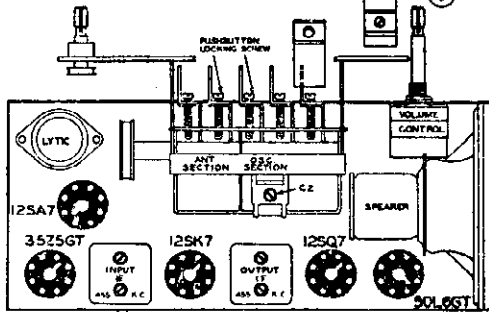 PUSHBUTTON
LOCKING SCREW
VOLUME
CONTROL
LYTIC
ANT
SECTION
OSC
SECTION
C2
SPEAKER
12SA7
35Z5GT
12SK7
12SQ7
50L6GT
INPUT
IF
455 K.C.
OUTPUT
IF
455 K.C.